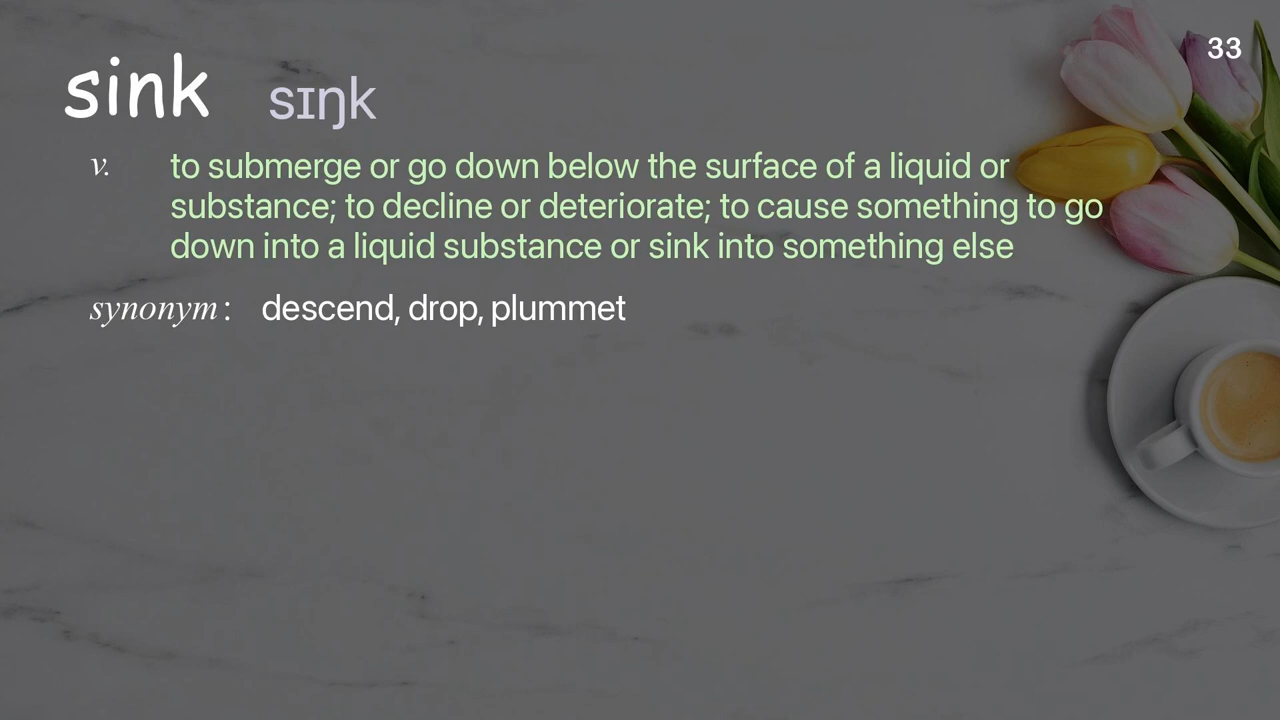 33
sink sɪŋk
v. to submerge or go down below the surface of a liquid or
substance; to decline or deteriorate; to cause something to go
down into a liquid substance or sink into something else
synonym: descend, drop, plummet